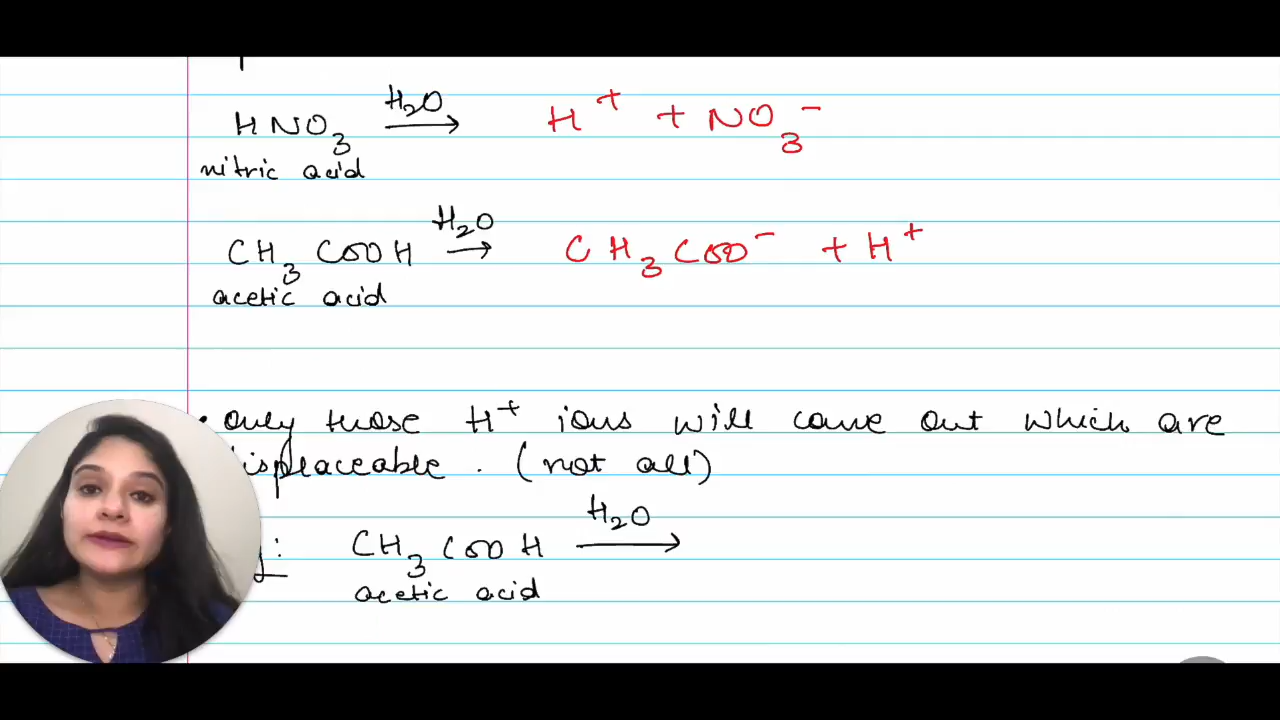 HNO₃ H₂O→ H⁺ + NO₃⁻
nitric acid
CH₃COOH H₂O→ CH₃COO⁻ + H⁺
acetic acid
only those H⁺ ions will come out which are
displaceable. (not all)
: CH₃COOH H₂O→
acetic acid